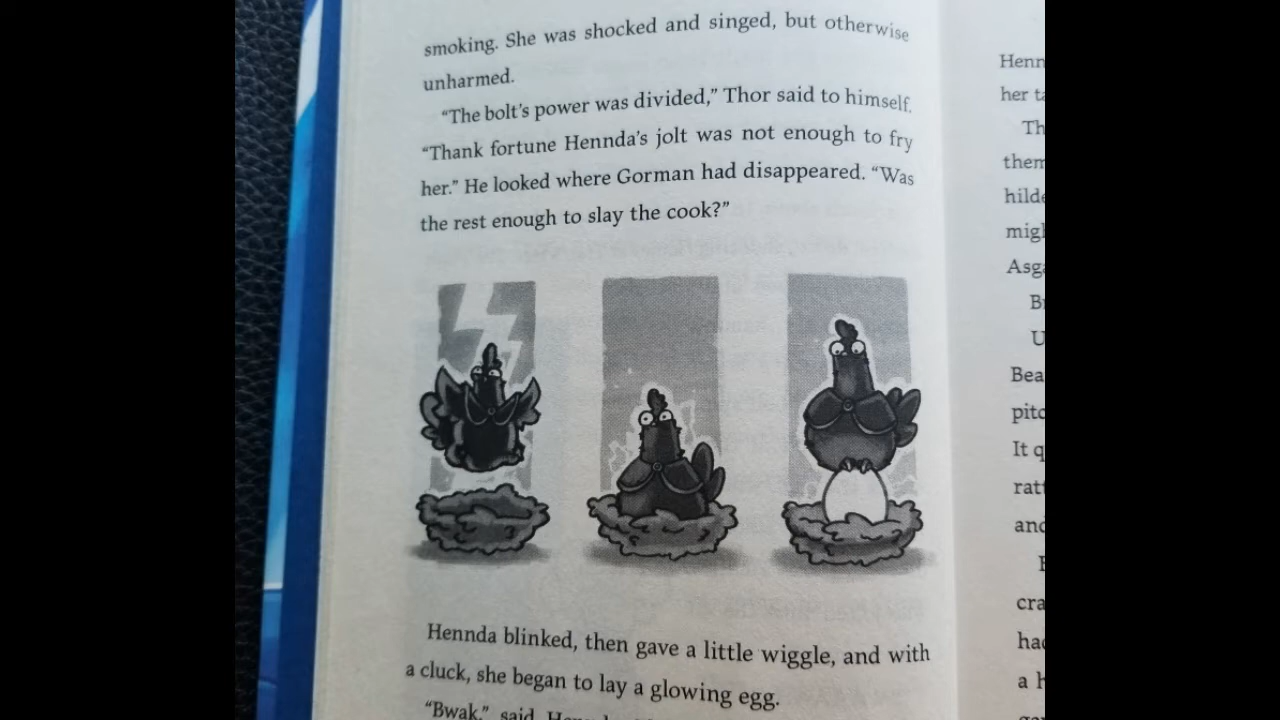 smoking. She was shocked and singed, but otherwise
unharmed.
“The bolt’s power was divided,” Thor said to himself.
“Thank fortune Hennda’s jolt was not enough to fry
her.” He looked where Gorman had disappeared. “Was
the rest enough to slay the cook?”
Hennda blinked, then gave a little wiggle, and with
a cluck, she began to lay a glowing egg.
“Bwak,” said
Henn
her ta
Th
them
hilde
migh
Asga
Br
U
Bea
pitc
It q
ratt
and
cra
had
a h